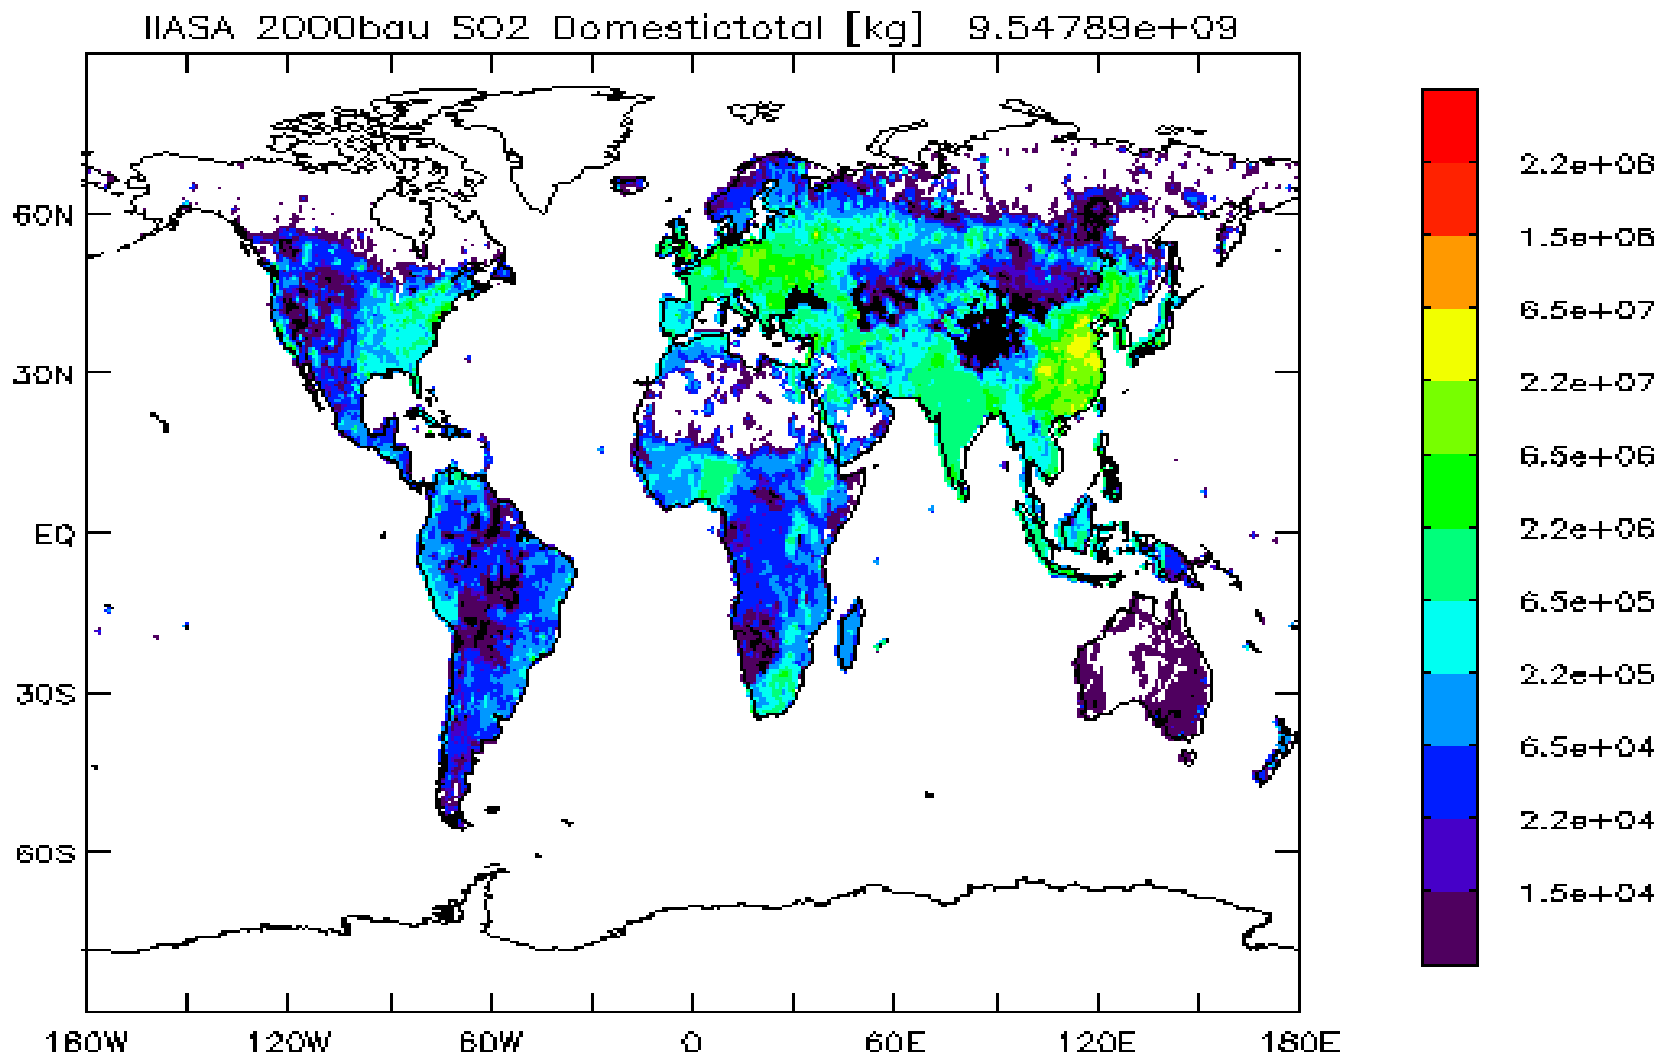 IIASA 2000bau SO2 Domestictotal [kg] 9.54789e+09
60N
30N
EQ
30S
60S
180W 120W 60W 0 60E 120E 180E
2.2e+08
1.5e+08
6.5e+07
2.2e+07
6.5e+06
2.2e+06
6.5e+05
2.2e+05
6.5e+04
2.2e+04
1.5e+04